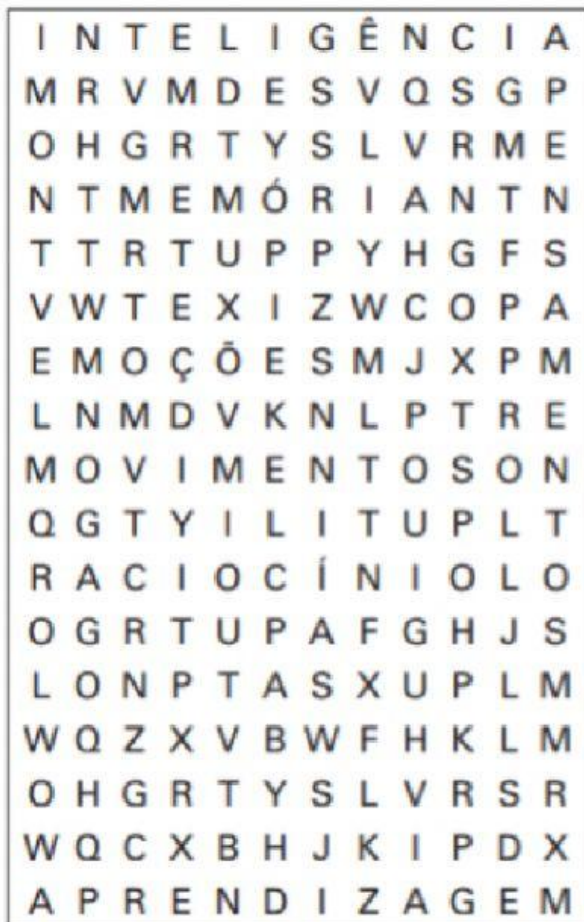 I N T E L I G Ê N C I A
M R V M D E S V Q S G P
O H G R T Y S L V R M E
N T M E M Ó R I A N T N
T T R T U P P Y H G F S
V W T E X I Z W C O P A
E M O Ç Õ E S M J X P M
L N M D V K N L P T R E
M O V I M E N T O S O N
Q G T Y I L I T U P L T
R A C I O C Í N I O L O
O G R T U P A F G H J S
L O N P T A S X U P L M
W Q Z X V B W F H K L M
O H G R T Y S L V R S R
W Q C X B H J K I P D X
A P R E N D I Z A G E M